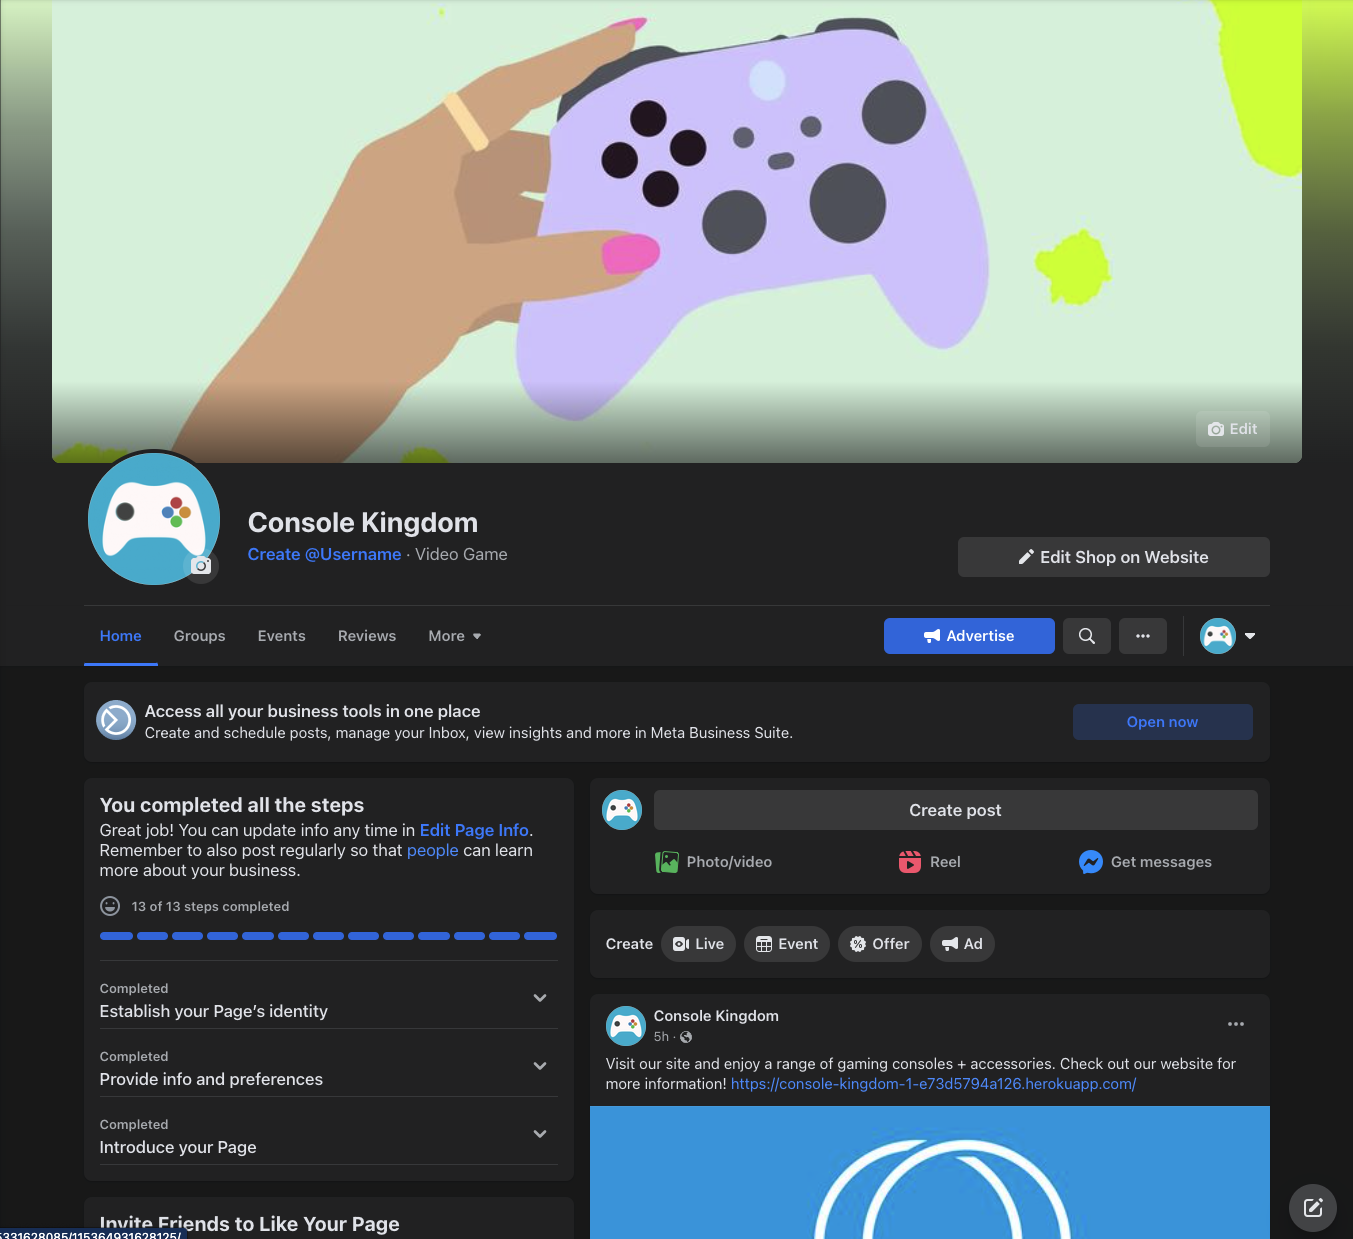 Edit
Console Kingdom
Create @Username · Video Game
Edit Shop on Website
Home
Groups
Events
Reviews
More
Advertise
Access all your business tools in one place
Create and schedule posts, manage your Inbox, view insights and more in Meta Business Suite.
Open now
You completed all the steps
Great job! You can update info any time in Edit Page Info.
Remember to also post regularly so that people can learn
more about your business.
13 of 13 steps completed
Completed
Establish your Page's identity
Completed
Provide info and preferences
Completed
Introduce your Page
Invite Friends to Like Your Page
Create post
Photo/video
Reel
Get messages
Create
Live
Event
Offer
Ad
Console Kingdom
5h ·
Visit our site and enjoy a range of gaming consoles + accessories. Check out our website for
more information! https://console-kingdom-1-e73d5794a126.herokuapp.com/